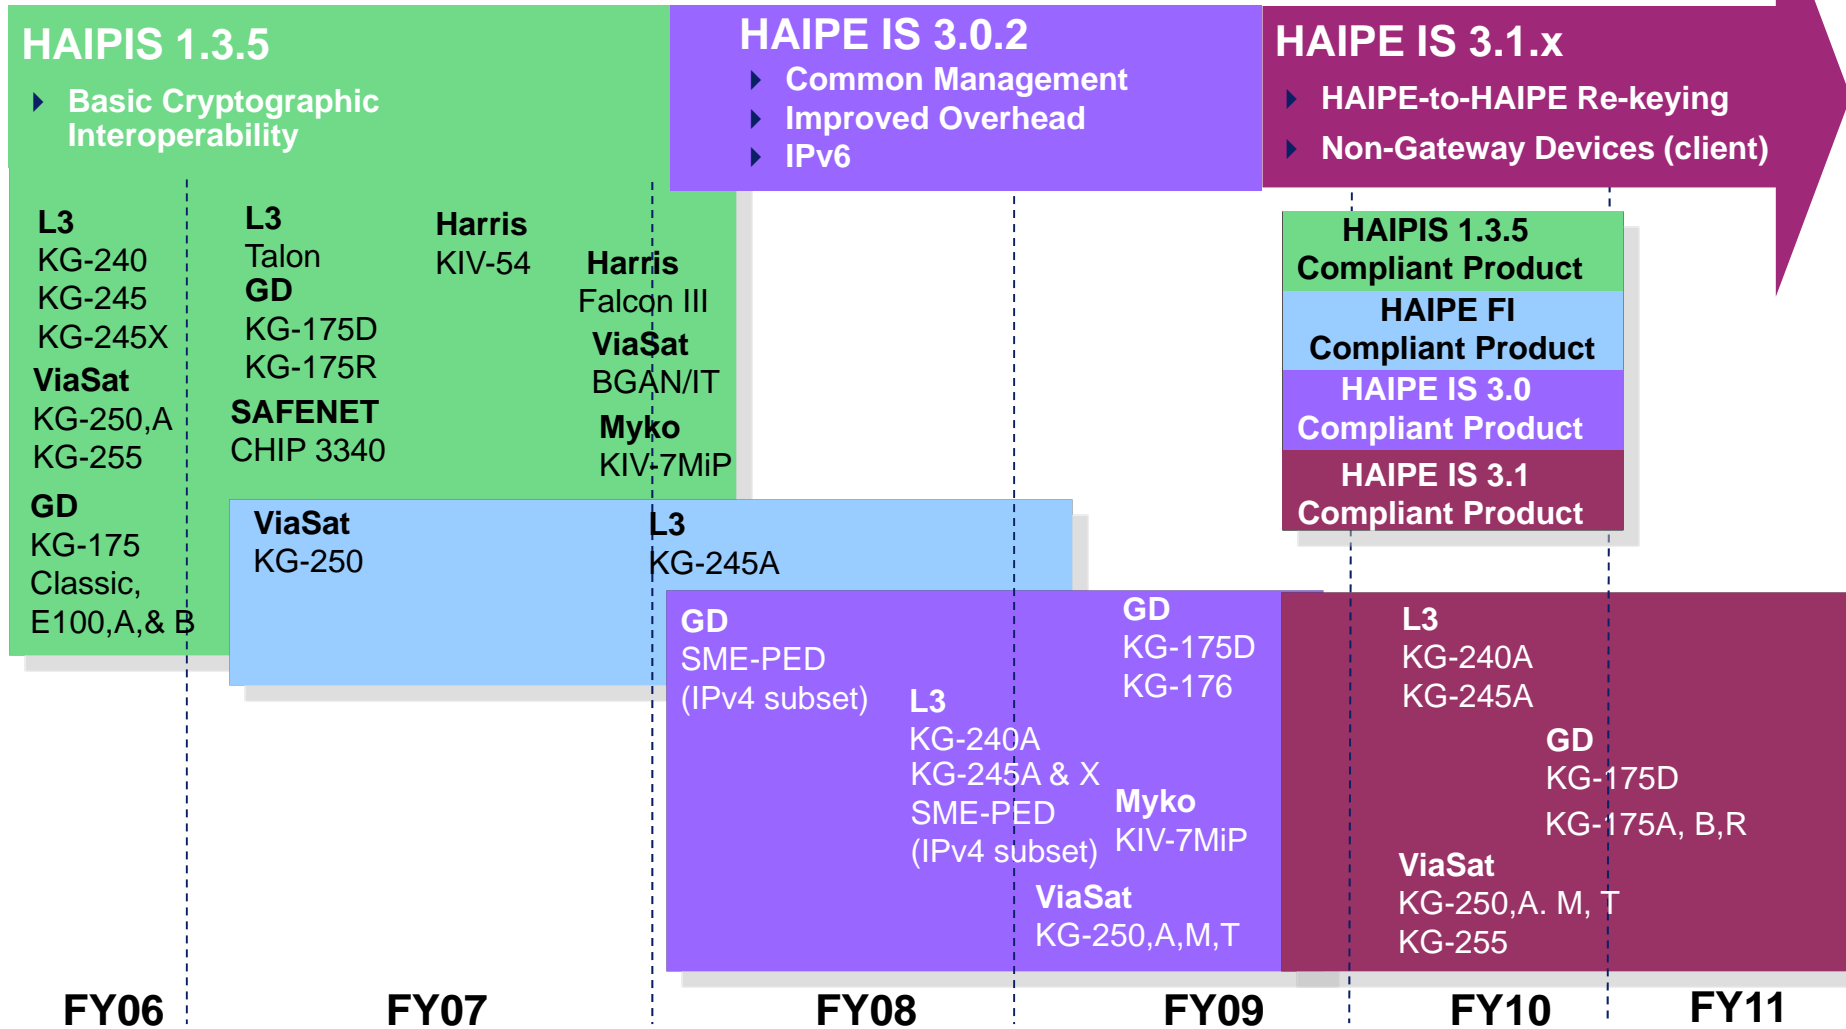 HAIPIS 1.3.5
Basic Cryptographic
Interoperability
HAIPE IS 3.0.2
Common Management
Improved Overhead
IPv6
HAIPE IS 3.1.x
HAIPE-to-HAIPE Re-keying
Non-Gateway Devices (client)
L3
KG-240
KG-245
KG-245X
ViaSat
KG-250,A
KG-255
GD
KG-175
Classic,
E100,A,& B
L3
Talon
GD
KG-175D
KG-175R
SAFENET
CHIP 3340
Harris
KIV-54
Harris
Falcon III
ViaSat
BGAN/IT
Myko
KIV-7MiP
HAIPIS 1.3.5
Compliant Product
HAIPE FI
Compliant Product
HAIPE IS 3.0
Compliant Product
HAIPE IS 3.1
Compliant Product
ViaSat
KG-250
L3
KG-245A
GD
SME-PED
(IPv4 subset)
L3
KG-240A
KG-245A & X
SME-PED
(IPv4 subset)
GD
KG-175D
KG-176
Myko
KIV-7MiP
ViaSat
KG-250,A,M,T
L3
KG-240A
KG-245A
GD
KG-175D
KG-175A, B,R
ViaSat
KG-250,A. M, T
KG-255
FY06
FY07
FY08
FY09
FY10
FY11